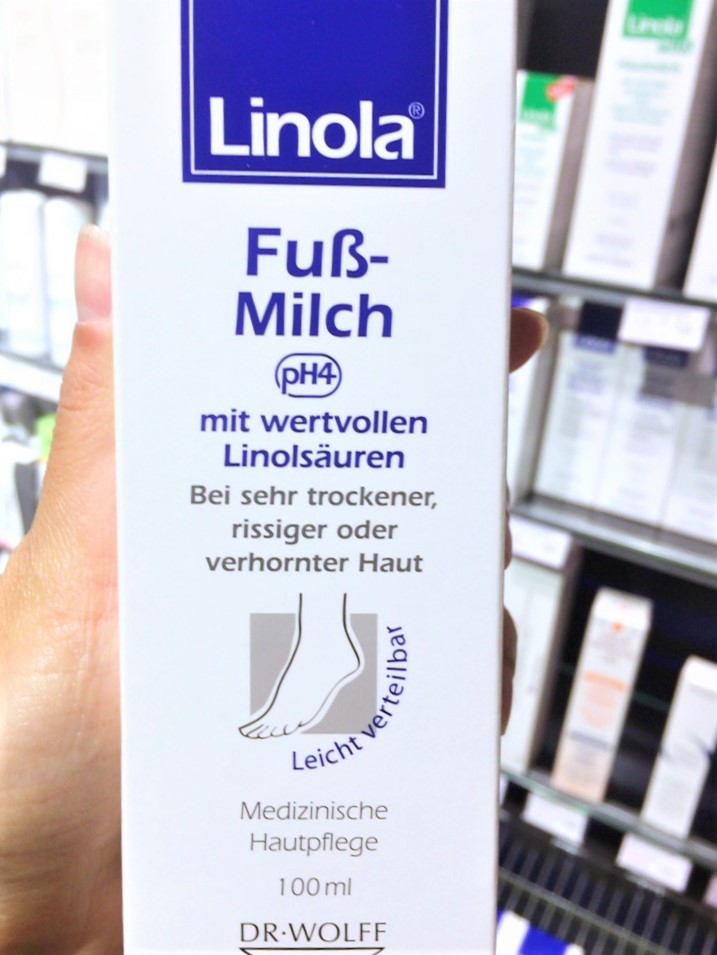 Linola®
Fuß-
Milch
pH4
mit wertvollen
Linolsäuren
Bei sehr trockener,
rissiger oder
verhornter Haut
Leicht verteilbar
Medizinische
Hautpflege
100 ml
DR·WOLFF
Linola